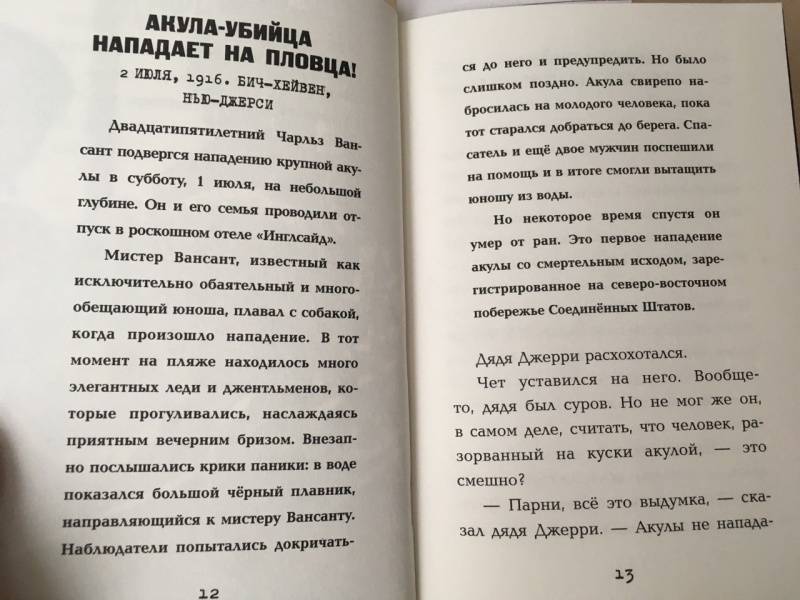 АКУЛА-УБИЙЦА
НАПАДАЕТ НА ПЛОВЦА!
2 ИЮЛЯ, 1916. БИЧ-ХЕЙВЕН,
НЬЮ-ДЖЕРСИ
Двадцатипятилетний Чарльз Ван-
сант подвергся нападению крупной аку-
лы в субботу, 1 июля, на небольшой
глубине. Он и его семья проводили от-
пуск в роскошном отеле «Инглсайд».
Мистер Вансант, известный как
исключительно обаятельный и много-
обещающий юноша, плавал с собакой,
когда произошло нападение. В тот
момент на пляже находилось много
элегантных леди и джентльменов, ко-
торые прогуливались, наслаждаясь
приятным вечерним бризом. Внезап-
но послышались крики паники: в воде
показался большой чёрный плавник,
направляющийся к мистеру Вансанту.
Наблюдатели попытались докричать-
12
ся до него и предупредить. Но было
слишком поздно. Акула свирепо на-
бросилась на молодого человека, пока
тот старался добраться до берега. Спа-
сатель и ещё двое мужчин поспешили
на помощь и в итоге смогли вытащить
юношу из воды.
Но некоторое время спустя он
умер от ран. Это первое нападение
акулы со смертельным исходом, заре-
гистрированное на северо-восточном
побережье Соединённых Штатов.
Дядя Джерри расхохотался.
Чет уставился на него. Вообще-
то, дядя был суров. Но не мог же он,
в самом деле, считать, что человек, ра-
зорванный на куски акулой, — это
смешно?
— Парни, всё это выдумка, — ска-
зал дядя Джерри. — Акулы не напада-
13